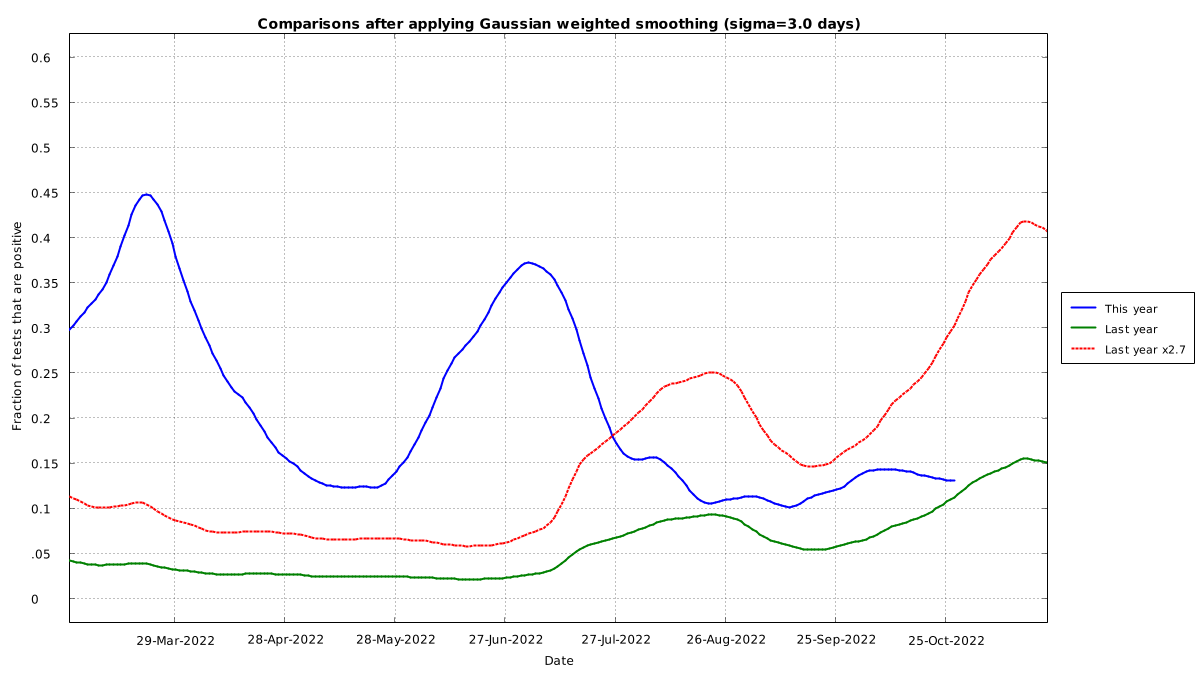 Comparisons after applying Gaussian weighted smoothing (sigma=3.0 days)
Fraction of tests that are positive
0.6
0.55
0.5
0.45
0.4
0.35
0.3
0.25
0.2
0.15
0.1
.05
0
29-Mar-2022 28-Apr-2022 28-May-2022 27-Jun-2022 27-Jul-2022 26-Aug-2022 25-Sep-2022 25-Oct-2022
Date
This year
Last year
Last year x2.7